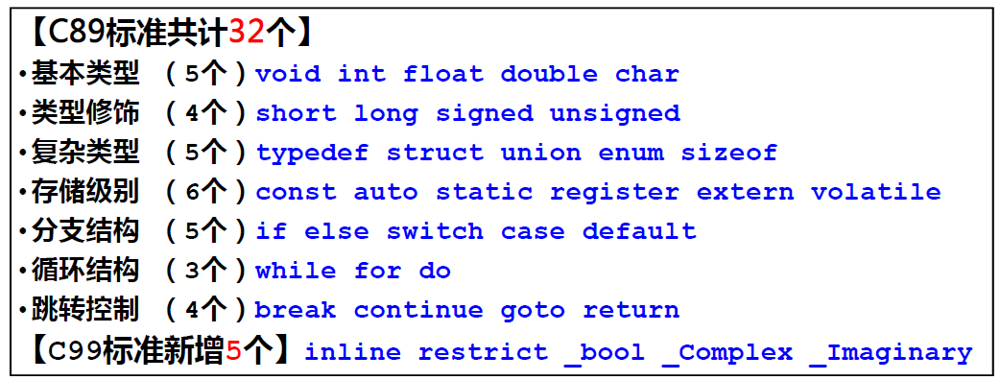 【C89标准共计32个】
•基本类型 （5个）void int float double char
•类型修饰 （4个）short long signed unsigned
•复杂类型 （5个）typedef struct union enum sizeof
•存储级别 （6个）const auto static register extern volatile
•分支结构 （5个）if else switch case default
•循环结构 （3个）while for do
•跳转控制 （4个）break continue goto return
【C99标准新增5个】inline restrict _bool _Complex _Imaginary